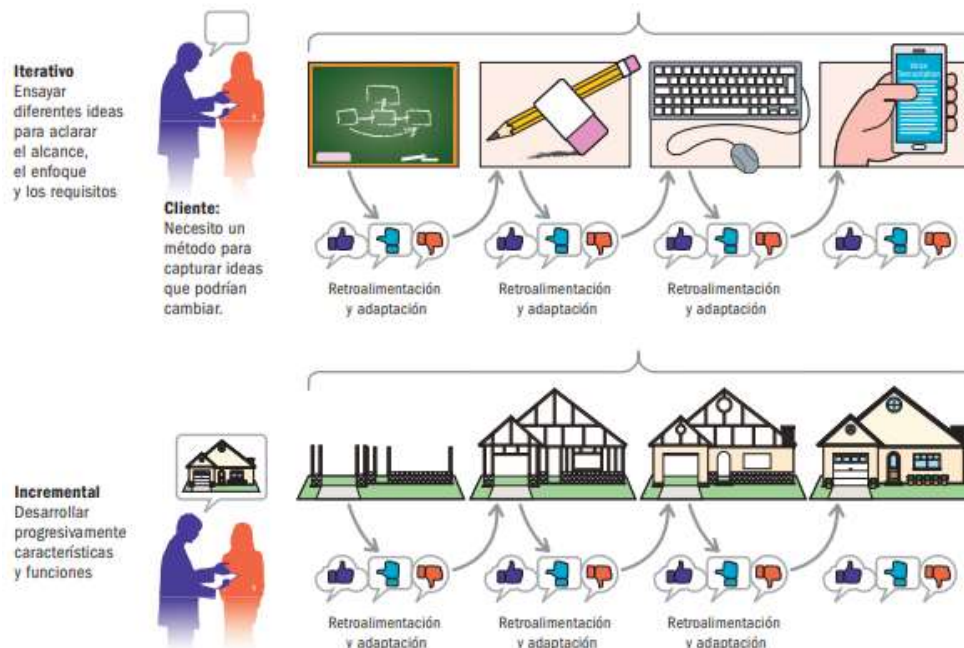 Iterativo
Ensayar
diferentes ideas
para aclarar
el alcance,
el enfoque
y los requisitos
Cliente:
Necesito un
método para
capturar ideas
que podrían
cambiar.
Retroalimentación
y adaptación
Retroalimentación
y adaptación
Retroalimentación
y adaptación
Incremental
Desarrollar
progresivamente
características
y funciones
Retroalimentación
y adaptación
Retroalimentación
y adaptación
Retroalimentación
y adaptación